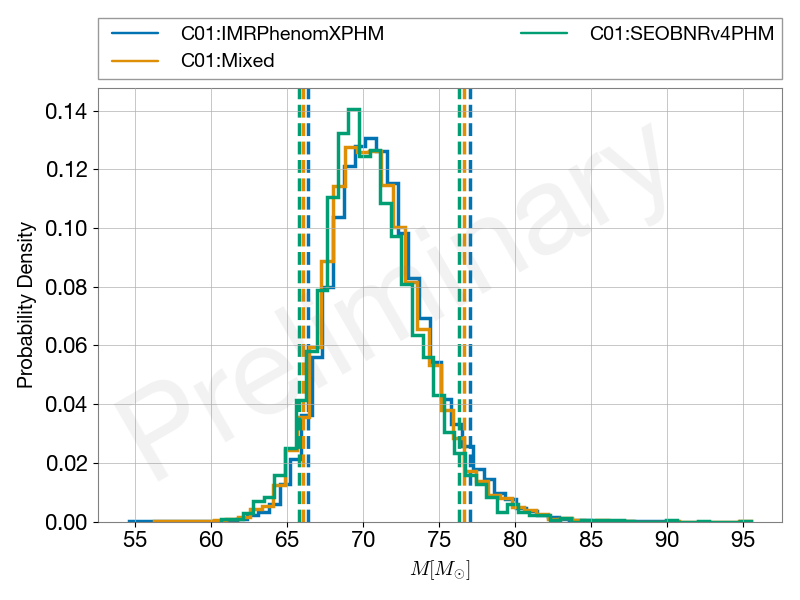 C01:IMRPhenomXPHM
C01:Mixed
C01:SEOBNRv4PHM
0.14
0.12
0.10
0.08
0.06
0.04
0.02
0.00
Probability Density
Preliminary
55 60 65 70 75 80 85 90 95
M[M☉]